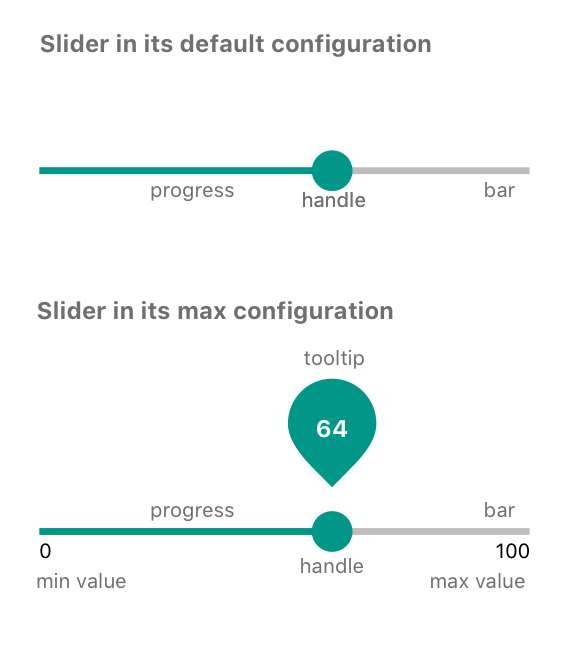 Slider in its default configuration
progress
handle
bar
Slider in its max configuration
tooltip
64
progress
bar
0
100
handle
min value
max value